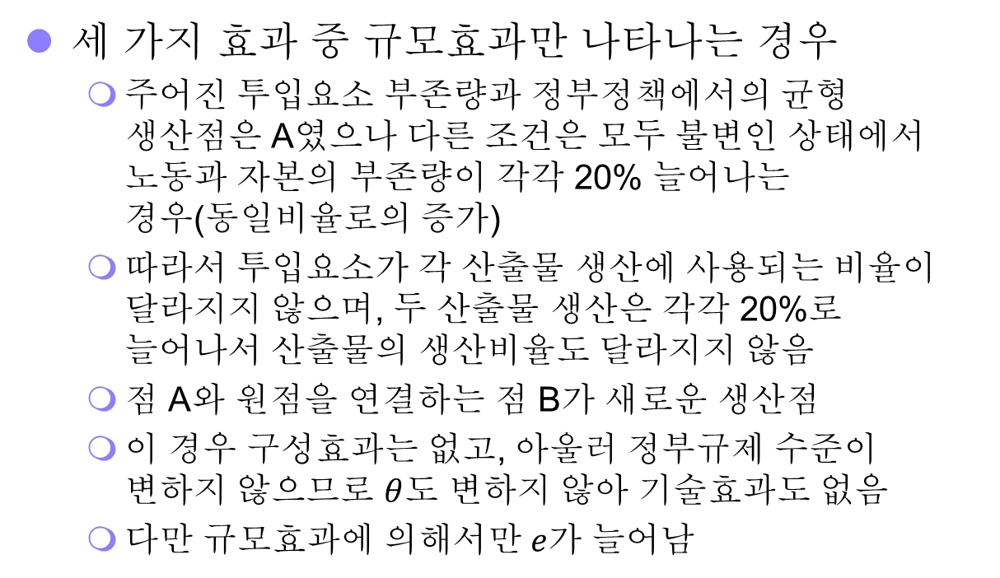 세 가지 효과 중 규모효과만 나타나는 경우
주어진 투입요소 부존량과 정부정책에서의 균형
생산점은 A였으나 다른 조건은 모두 불변인 상태에서
노동과 자본의 부존량이 각각 20% 늘어나는
경우(동일비율로의 증가)
따라서 투입요소가 각 산출물 생산에 사용되는 비율이
달라지지 않으며, 두 산출물 생산은 각각 20%로
늘어나서 산출물의 생산비율도 달라지지 않음
점 A와 원점을 연결하는 점 B가 새로운 생산점
이 경우 구성효과는 없고, 아울러 정부규제 수준이
변하지 않으므로 θ도 변하지 않아 기술효과도 없음
다만 규모효과에 의해서만 e가 늘어남